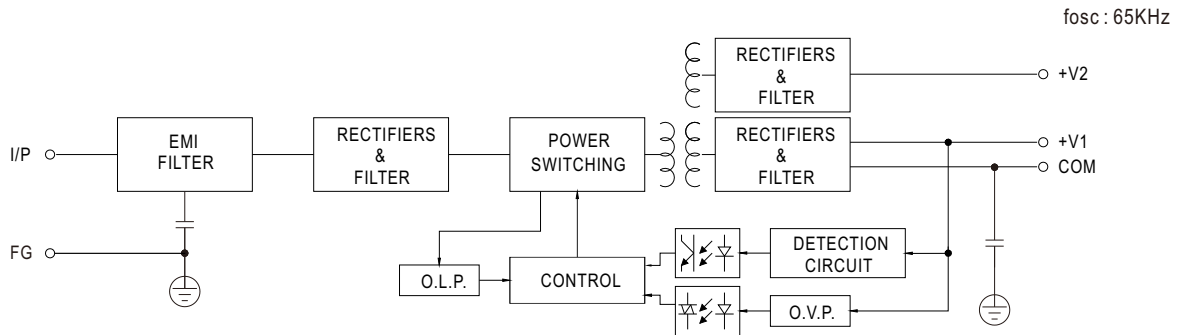 fosc : 65KHz
RECTIFIERS
&
FILTER
+V2
I/P
EMI
FILTER
RECTIFIERS
&
FILTER
POWER
SWITCHING
RECTIFIERS
&
FILTER
+V1
COM
FG
O.L.P.
CONTROL
DETECTION
CIRCUIT
O.V.P.